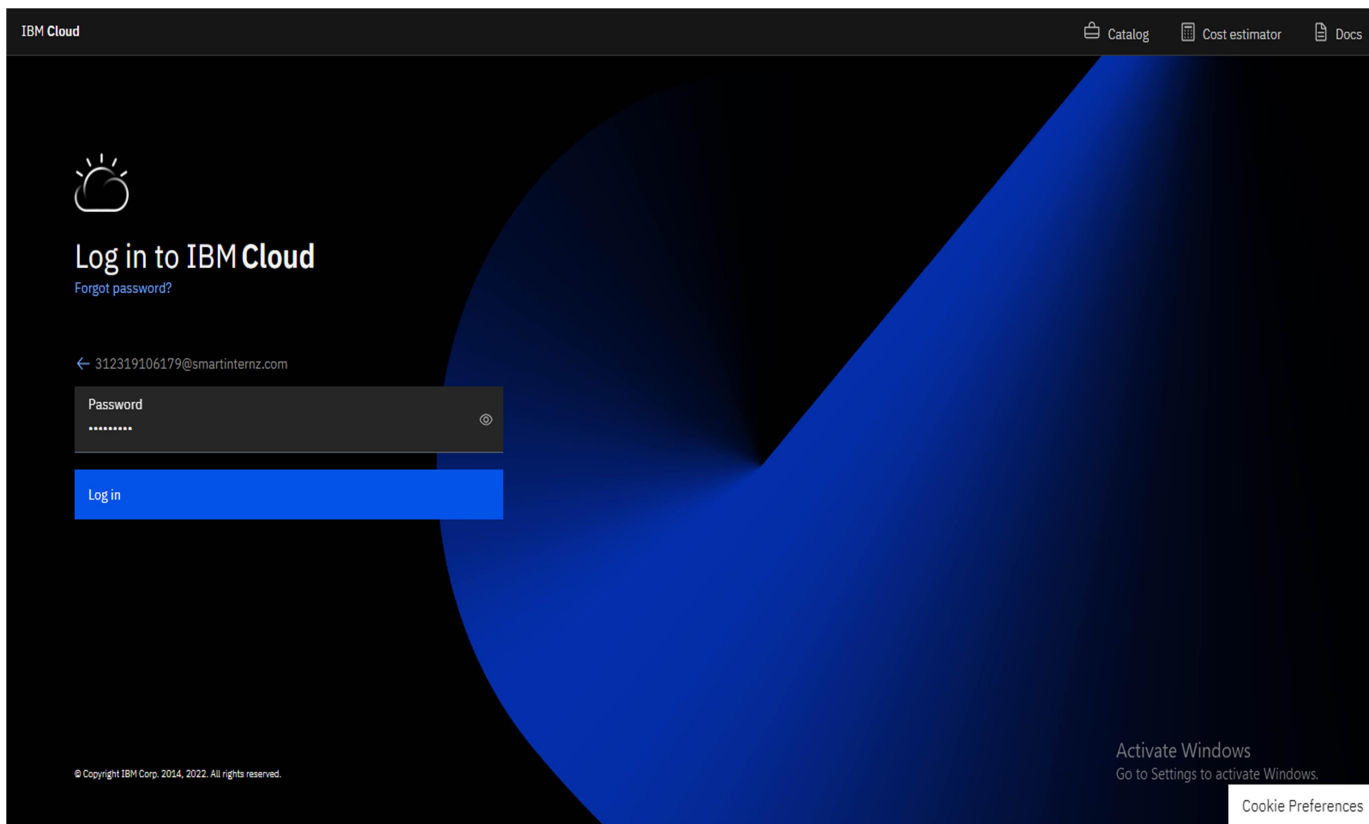 IBM Cloud
Catalog
Cost estimator
Docs
Log in to IBM Cloud
Forgot password?
312319106179@smartinternz.com
Password
•••••••••
Log in
© Copyright IBM Corp. 2014, 2022. All rights reserved.
Activate Windows
Go to Settings to activate Windows.
Cookie Preferences